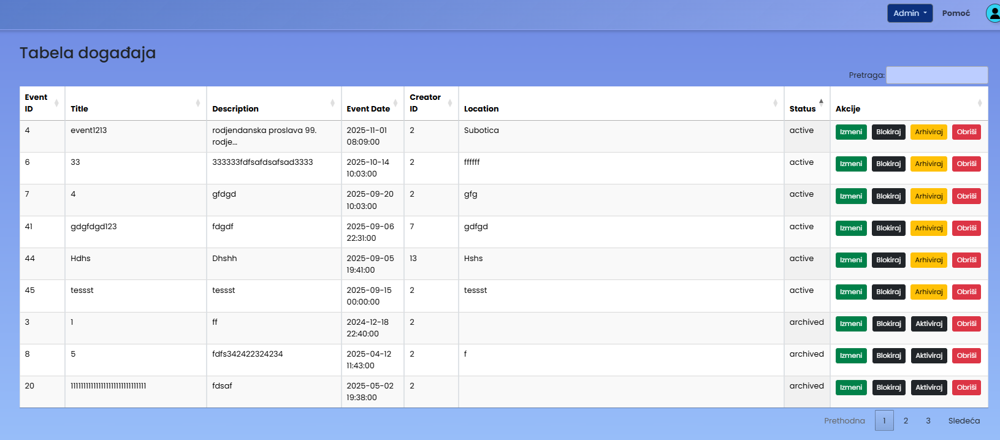 Admin Pomoć
Tabela događaja
Pretraga:
Event ID Title Description Event Date Creator ID Location Status Akcije
4 event1213 rodjendanska proslava 99. rodje... 2025-11-01 08:09:00 2 Subotica active Izmeni Blokiraj Arhiviraj Obriši
6 33 333333fdfsafdsafsad3333 2025-10-14 10:03:00 2 ffffff active Izmeni Blokiraj Arhiviraj Obriši
7 4 gfdgd 2025-09-20 10:03:00 2 gfg active Izmeni Blokiraj Arhiviraj Obriši
41 gdgfdgd123 fdgdf 2025-09-06 22:31:00 7 gdfgd active Izmeni Blokiraj Arhiviraj Obriši
44 Hdhs Dhshh 2025-09-05 19:41:00 13 Hshs active Izmeni Blokiraj Arhiviraj Obriši
45 tessst tessst 2025-09-15 00:00:00 2 tessst active Izmeni Blokiraj Arhiviraj Obriši
3 1 ff 2024-12-18 22:40:00 2 archived Izmeni Blokiraj Aktiviraj Obriši
8 5 fdfs342422324234 2025-04-12 11:43:00 2 f archived Izmeni Blokiraj Aktiviraj Obriši
20 fdsaf 2025-05-02 19:38:00 2 archived Izmeni Blokiraj Aktiviraj Obriši
Prethodna 1 2 3 Sledeća